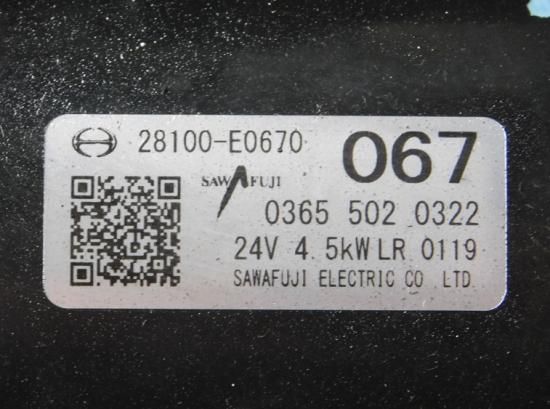 28100-E0670 067
SAWAFUJI
0365 502 0322
24V 4.5kW LR 0119
SAWAFUJI ELECTRIC CO. LTD.